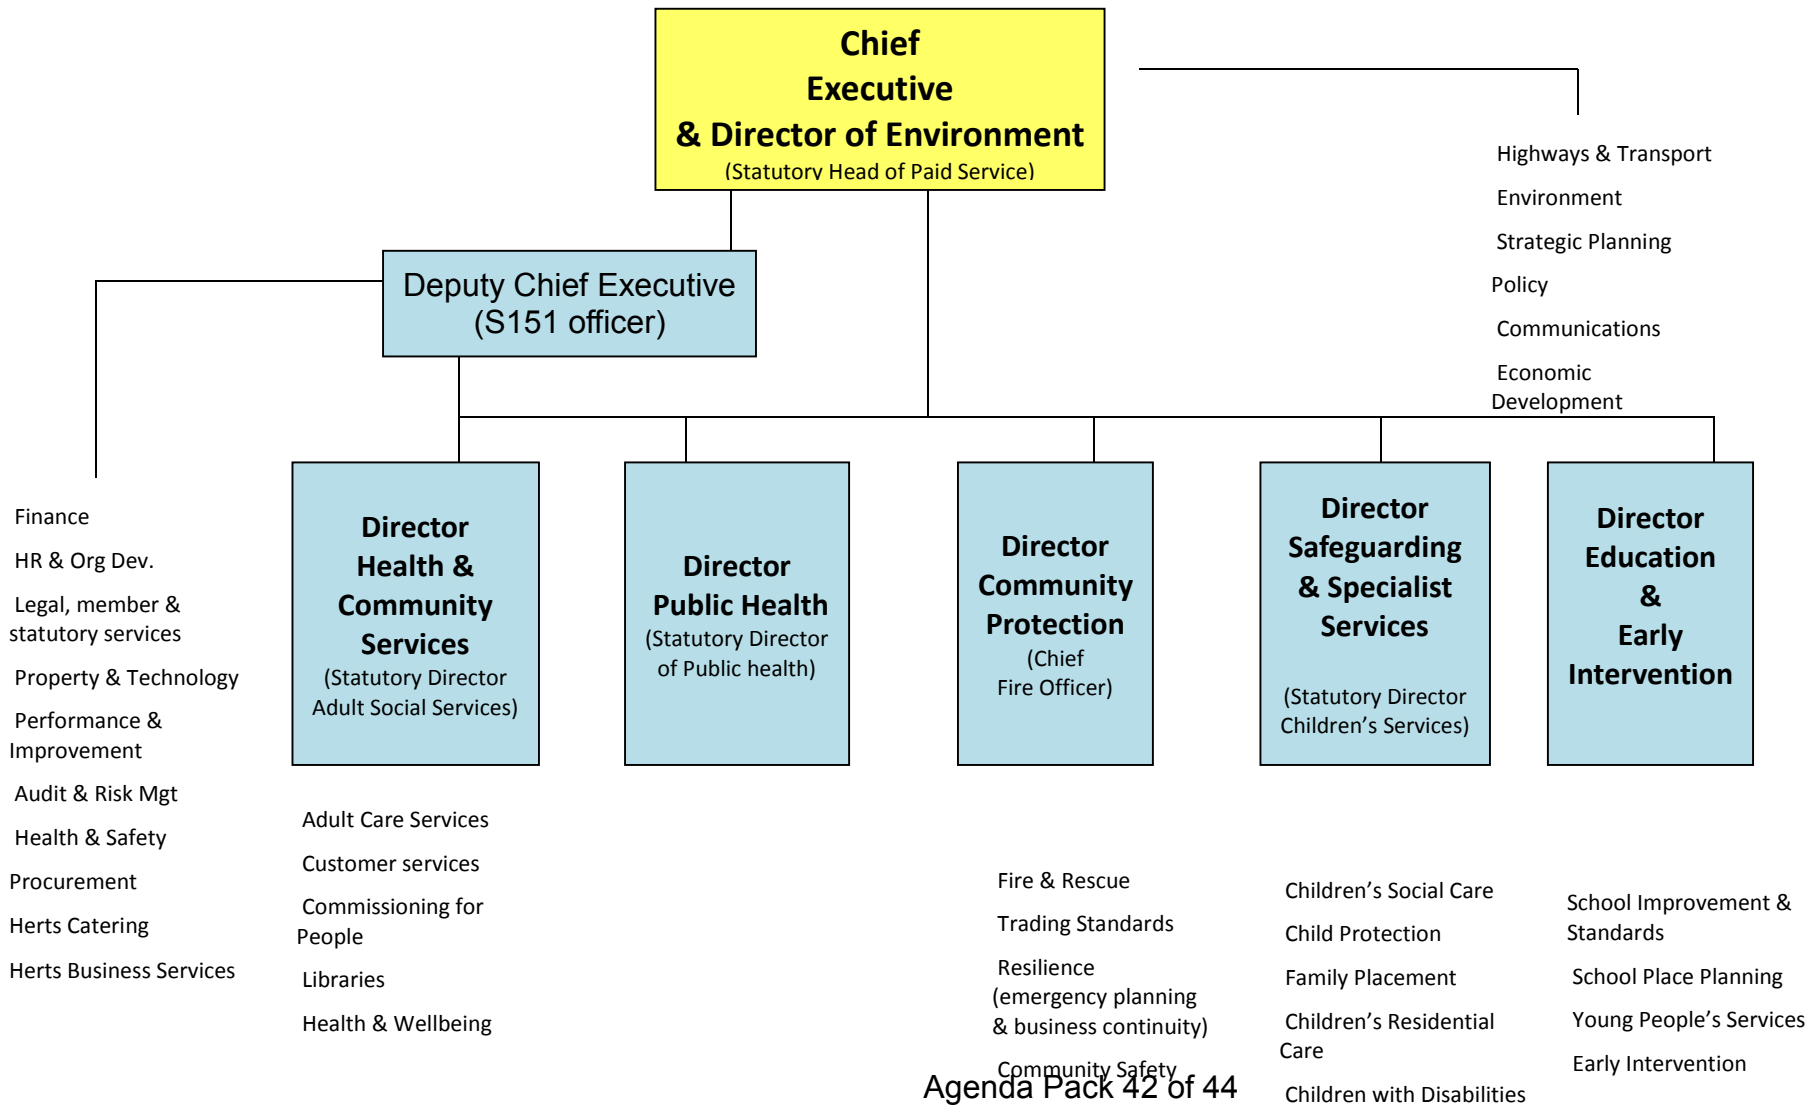 Chief
Executive
& Director of Environment
(Statutory Head of Paid Service)
Highways & Transport
Environment
Strategic Planning
Policy
Communications
Economic
Development
Deputy Chief Executive
(S151 officer)
Finance
HR & Org Dev.
Legal, member &
statutory services
Property & Technology
Performance &
Improvement
Audit & Risk Mgt
Health & Safety
Procurement
Herts Catering
Herts Business Services
Director
Health &
Community
Services
(Statutory Director
Adult Social Services)
Adult Care Services
Customer services
Commissioning for
People
Libraries
Health & Wellbeing
Director
Public Health
(Statutory Director
of Public health)
Director
Community
Protection
(Chief
Fire Officer)
Fire & Rescue
Trading Standards
Resilience
(emergency planning
& business continuity)
Community Safety
Director
Safeguarding
& Specialist
Services
(Statutory Director
Children’s Services)
Children’s Social Care
Child Protection
Family Placement
Children’s Residential
Care
Children with Disabilities
Director
Education
&
Early
Intervention
School Improvement &
Standards
School Place Planning
Young People’s Services
Early Intervention
Agenda Pack 42 of 44